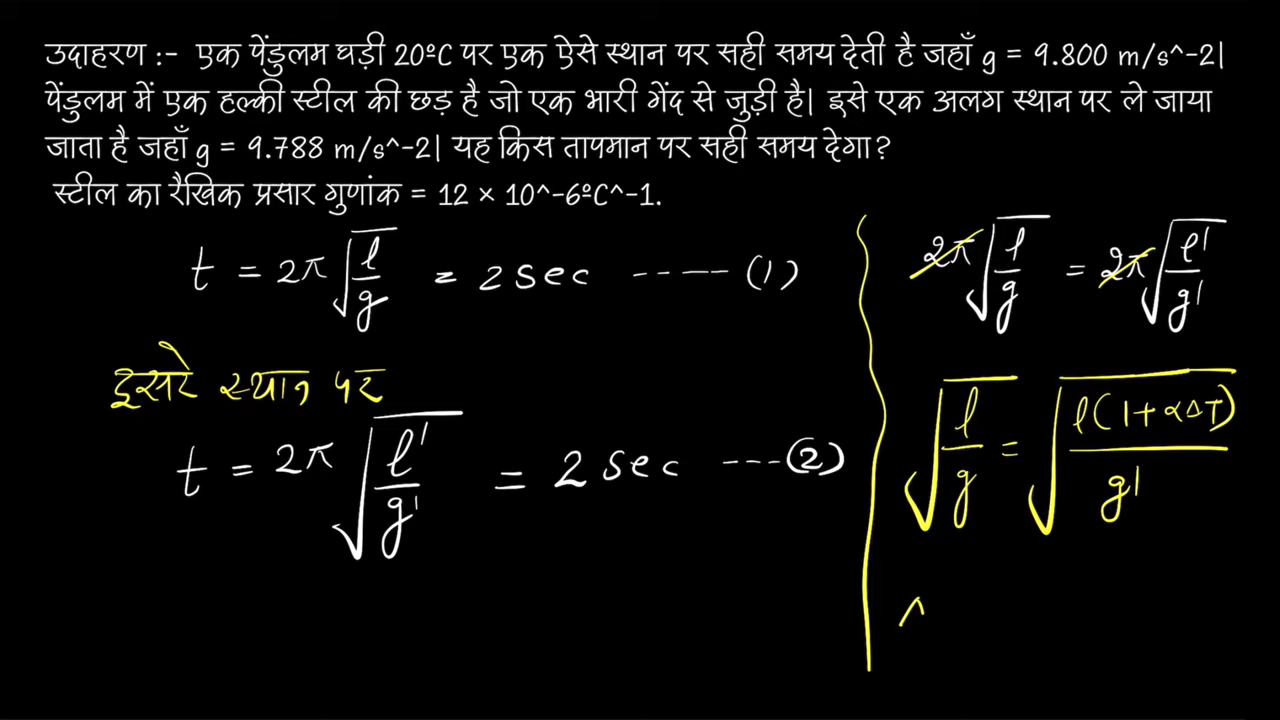 उदाहरण :- एक पेंडुलम घड़ी 20ºC पर एक ऐसे स्थान पर सही समय देती है जहाँ g = 9.800 m/s^-2|
पेंडुलम में एक हल्की स्टील की छड़ है जो एक भारी गेंद से जुड़ी है| इसे एक अलग स्थान पर ले जाया
जाता है जहाँ g = 9.788 m/s^-2| यह किस तापमान पर सही समय देगा?
स्टील का रैखिक प्रसार गुणांक = 12 × 10^-6ºC^-1.
t = 2π √(l/g) = 2 sec ----- (1)
दुसरे स्थान पर
t = 2π √(l'/g') = 2 sec ---(2)
2π √(l/g) = 2π √(l'/g')
√(l/g) = √(l(1+αΔT)/g')